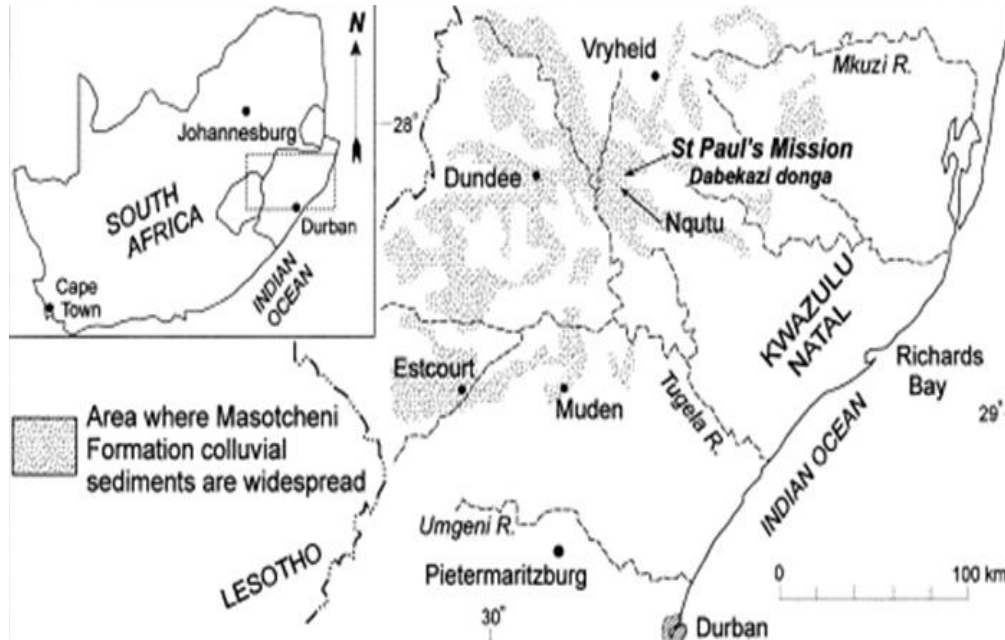 N
Johannesburg
SOUTH
AFRICA
Durban
Cape
Town
INDIAN
OCEAN
28°
Vryheid
Mkuzi R.
St Paul's Mission
Dabekazi donga
Dundee
Nqutu
KWAZULU
NATAL
Estcourt
Muden
Tugela R.
Richards
Bay
29°
Area where Masotcheni
Formation colluvial
sediments are widespread
INDIAN OCEAN
LESOTHO
Umgeni R.
Pietermaritzburg
0 100 km
30°
Durban